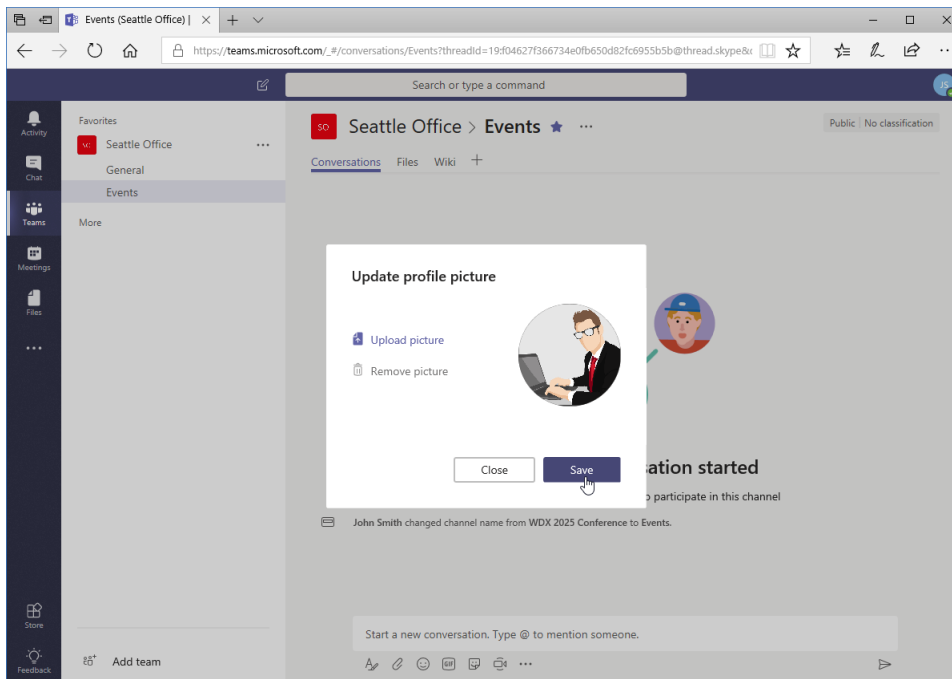 Events (Seattle Office) |
https://teams.microsoft.com/_#/conversations/Events?threadId=19:f04627f366734e0fb650d82fc6955b5b@thread.skype&
Search or type a command
JS
Activity
Chat
Teams
Meetings
Files
Store
Feedback
Favorites
SO Seattle Office
General
Events
More
Add team
SO Seattle Office > Events
Public | No classification
Conversations Files Wiki
Update profile picture
Upload picture
Remove picture
Close Save
ation started
participate in this channel
John Smith changed channel name from WDX 2025 Conference to Events.
Start a new conversation. Type @ to mention someone.
GIF